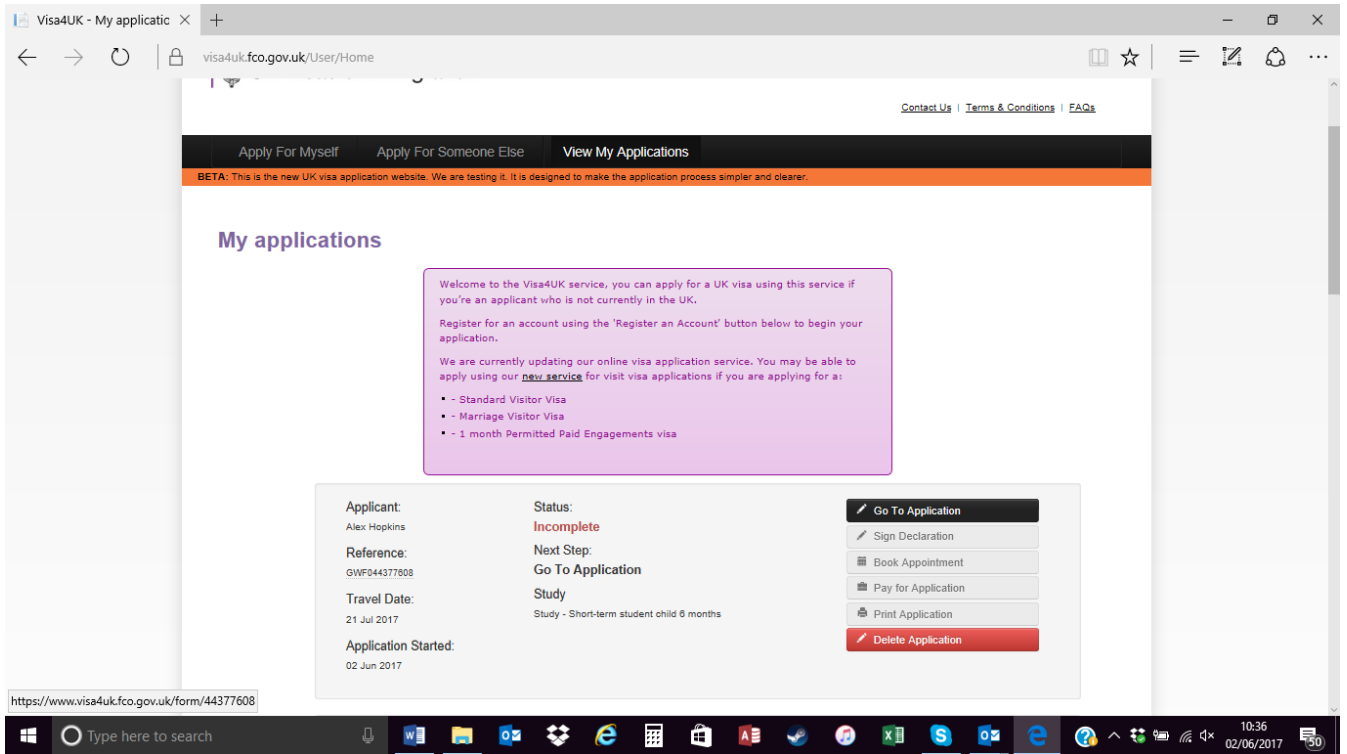 Visa4UK - My applicatic
visa4uk.fco.gov.uk/User/Home
Contact Us | Terms & Conditions | FAQs
Apply For Myself Apply For Someone Else View My Applications
BETA: This is the new UK visa application website. We are testing it. It is designed to make the application process simpler and clearer.
My applications
Welcome to the Visa4UK service, you can apply for a UK visa using this service if
you're an applicant who is not currently in the UK.
Register for an account using the 'Register an Account' button below to begin your
application.
We are currently updating our online visa application service. You may be able to
apply using our new service for visit visa applications if you are applying for a:
- Standard Visitor Visa
- Marriage Visitor Visa
- 1 month Permitted Paid Engagements visa
Applicant:
Alex Hopkins
Reference:
GWF044377608
Travel Date:
21 Jul 2017
Application Started:
02 Jun 2017
Status:
Incomplete
Next Step:
Go To Application
Study
Study - Short-term student child 6 months
Go To Application
Sign Declaration
Book Appointment
Pay for Application
Print Application
Delete Application
https://www.visa4uk.fco.gov.uk/form/44377608
Type here to search
10:36
02/06/2017
50